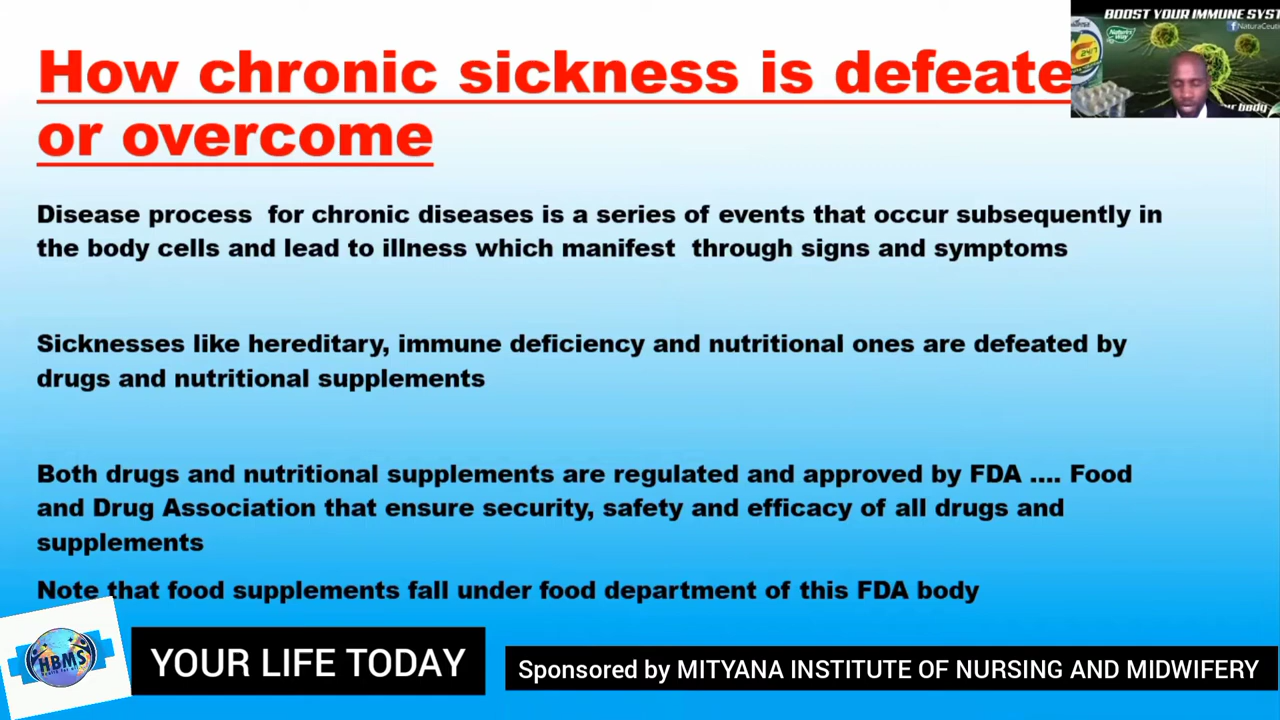 How chronic sickness is defeate
or overcome
BOOST YOUR IMMUNE SYST
NaturaCeuti
Nature's Way
ur body
Disease process for chronic diseases is a series of events that occur subsequently in
the body cells and lead to illness which manifest through signs and symptoms
Sicknesses like hereditary, immune deficiency and nutritional ones are defeated by
drugs and nutritional supplements
Both drugs and nutritional supplements are regulated and approved by FDA .... Food
and Drug Association that ensure security, safety and efficacy of all drugs and
supplements
Note that food supplements fall under food department of this FDA body
HBMS
YOUR LIFE TODAY
Sponsored by MITYANA INSTITUTE OF NURSING AND MIDWIFERY